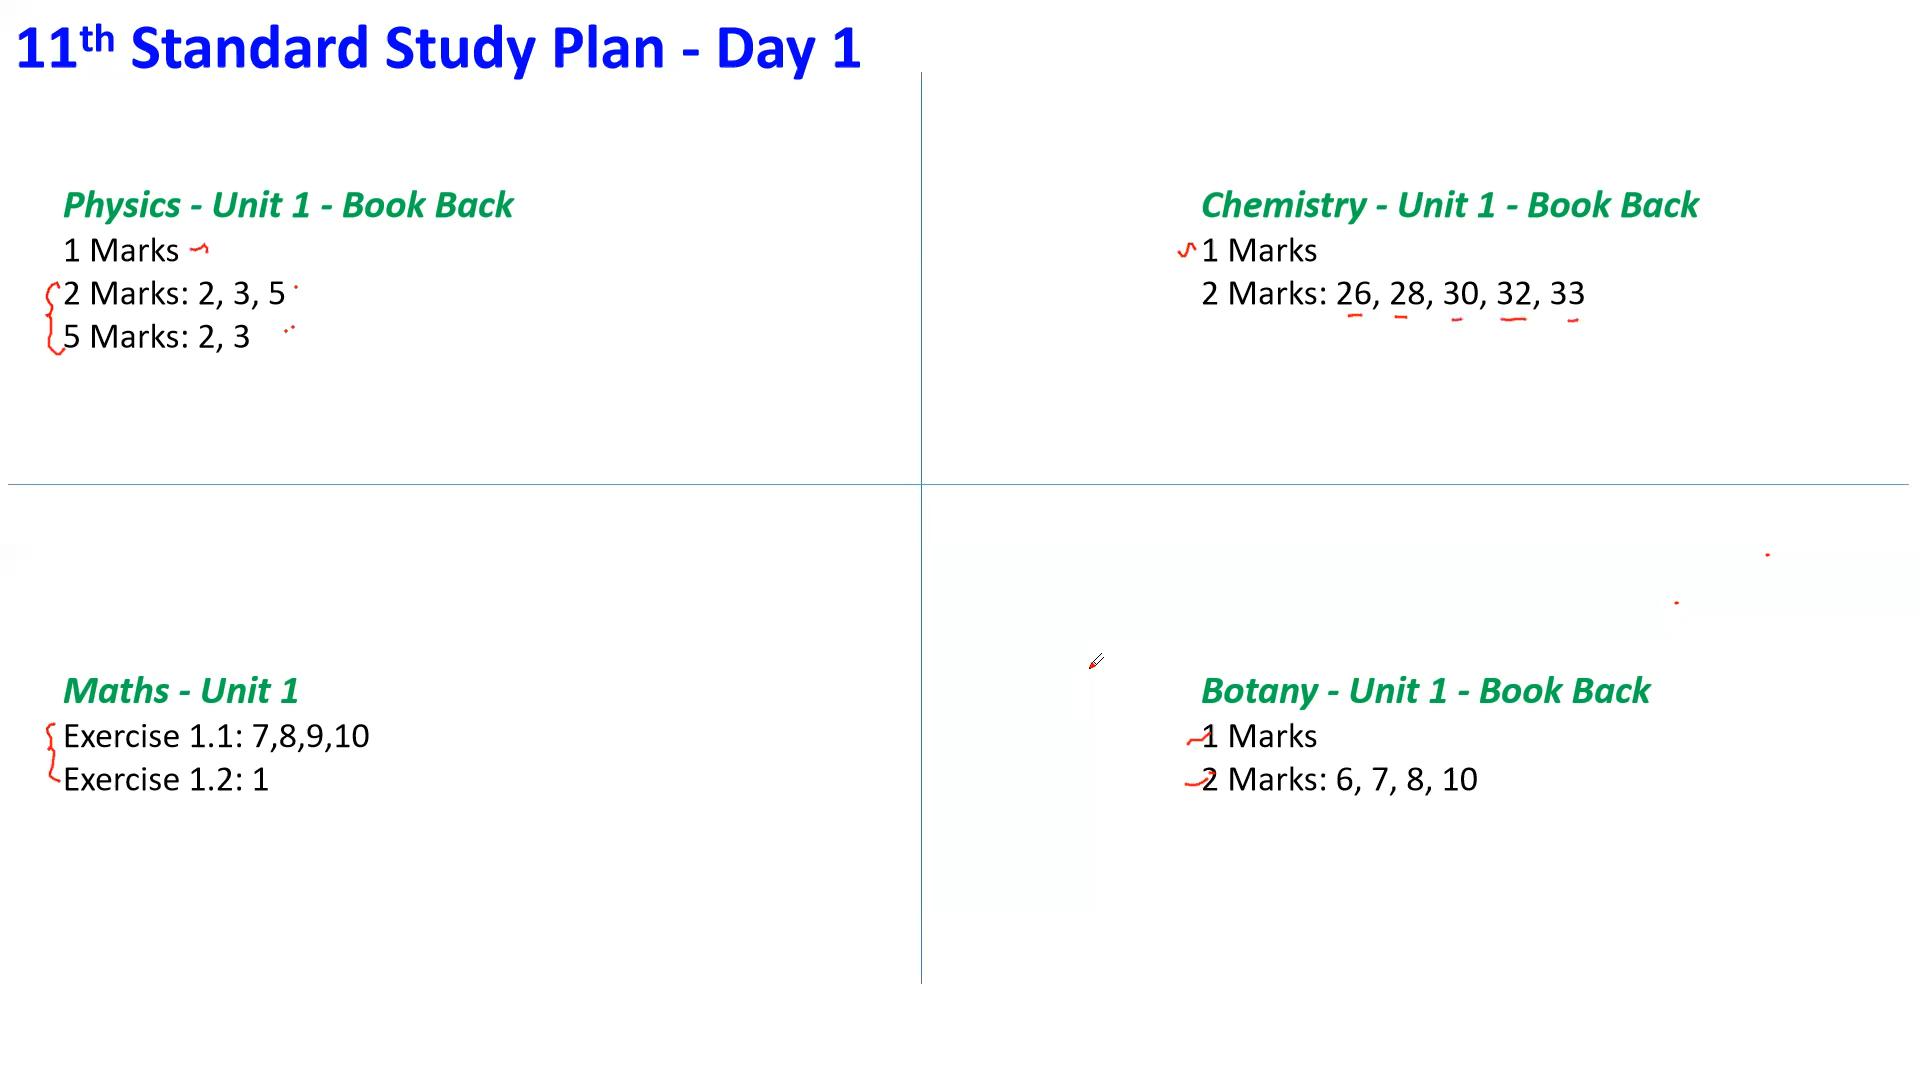 11th Standard Study Plan - Day 1
Physics - Unit 1 - Book Back
1 Marks
2 Marks: 2, 3, 5
5 Marks: 2, 3
Chemistry - Unit 1 - Book Back
1 Marks
2 Marks: 26, 28, 30, 32, 33
Maths - Unit 1
Exercise 1.1: 7,8,9,10
Exercise 1.2: 1
Botany - Unit 1 - Book Back
1 Marks
2 Marks: 6, 7, 8, 10